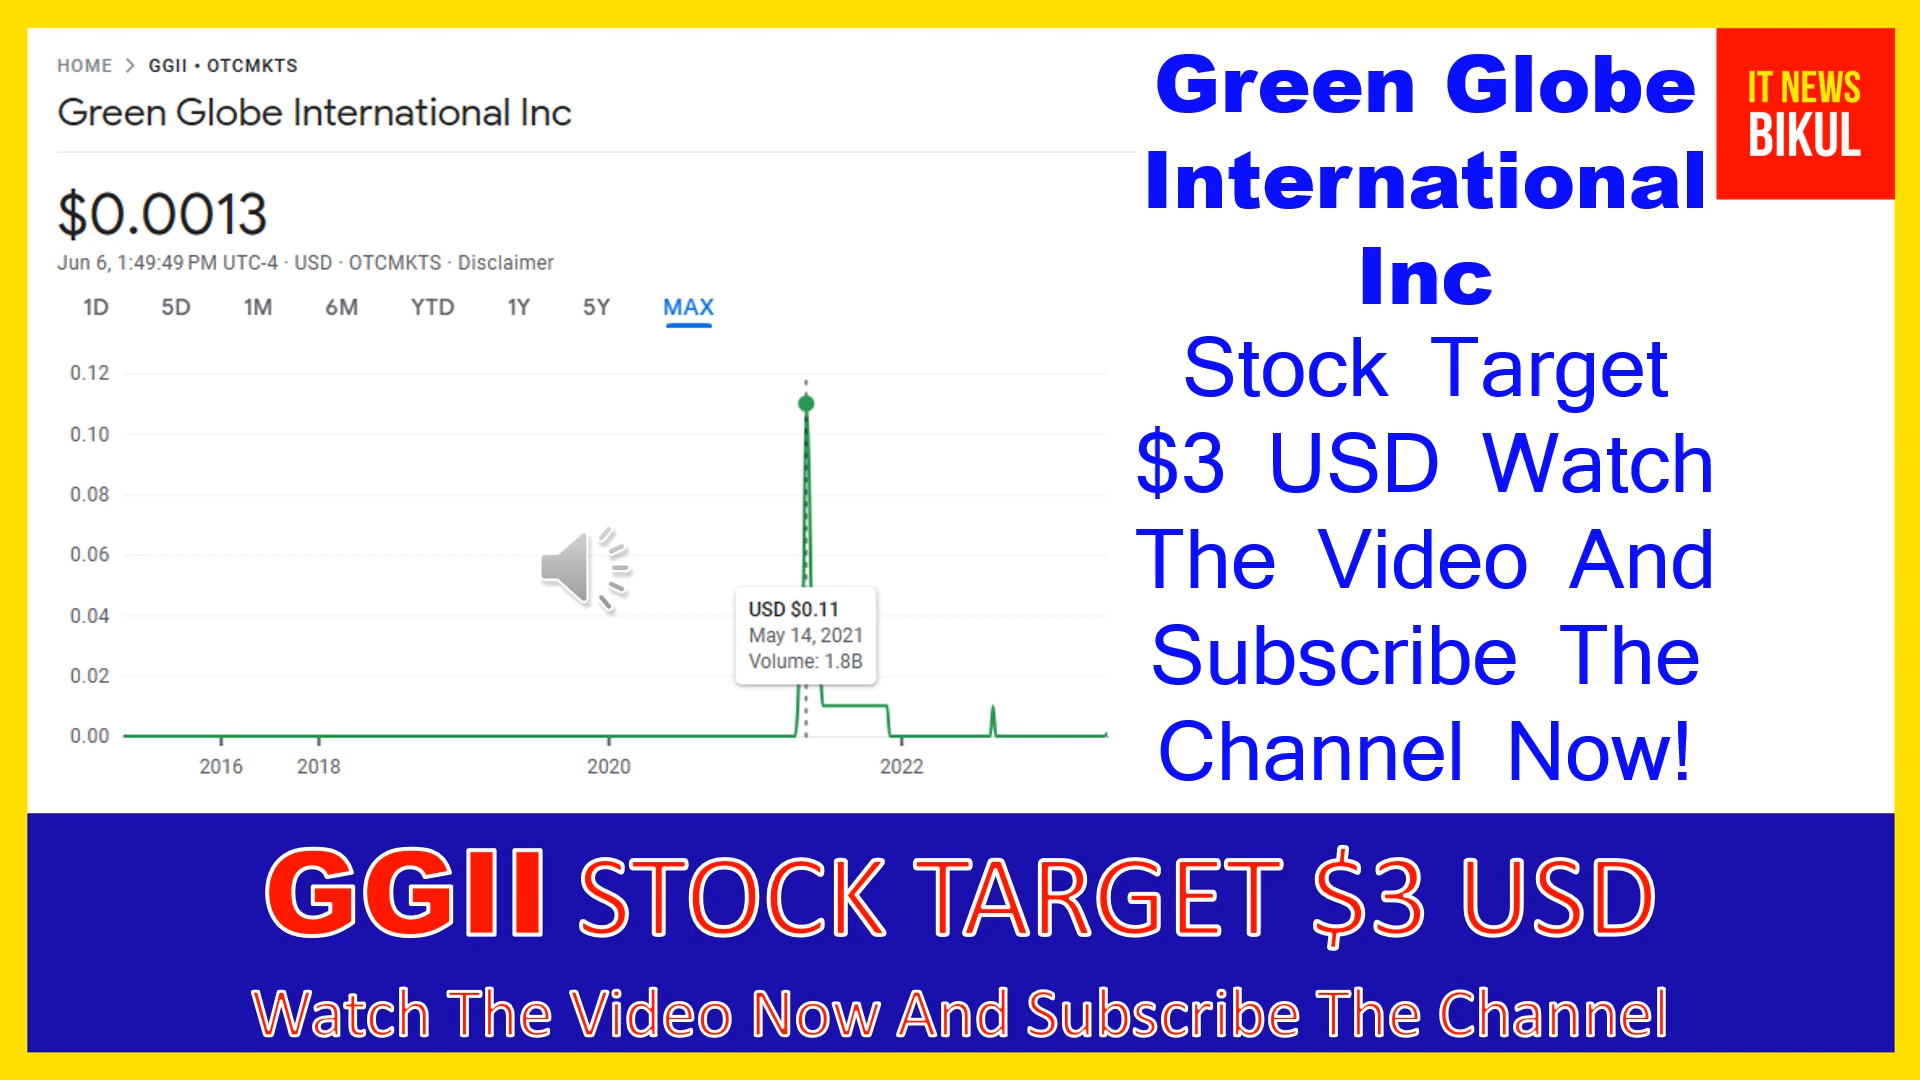 HOME > GGII • OTCMKTS
Green Globe International Inc
$0.0013
Jun 6, 1:49:49 PM UTC-4 · USD · OTCMKTS · Disclaimer
1D 5D 1M 6M YTD 1Y 5Y MAX
0.12
0.10
0.08
0.06
0.04
0.02
0.00
2016 2018 2020 2022
USD $0.11
May 14, 2021
Volume: 1.8B
Green Globe
International
Inc
Stock Target
$3 USD Watch
The Video And
Subscribe The
Channel Now!
IT NEWS
BIKUL
GGII STOCK TARGET $3 USD
Watch The Video Now And Subscribe The Channel